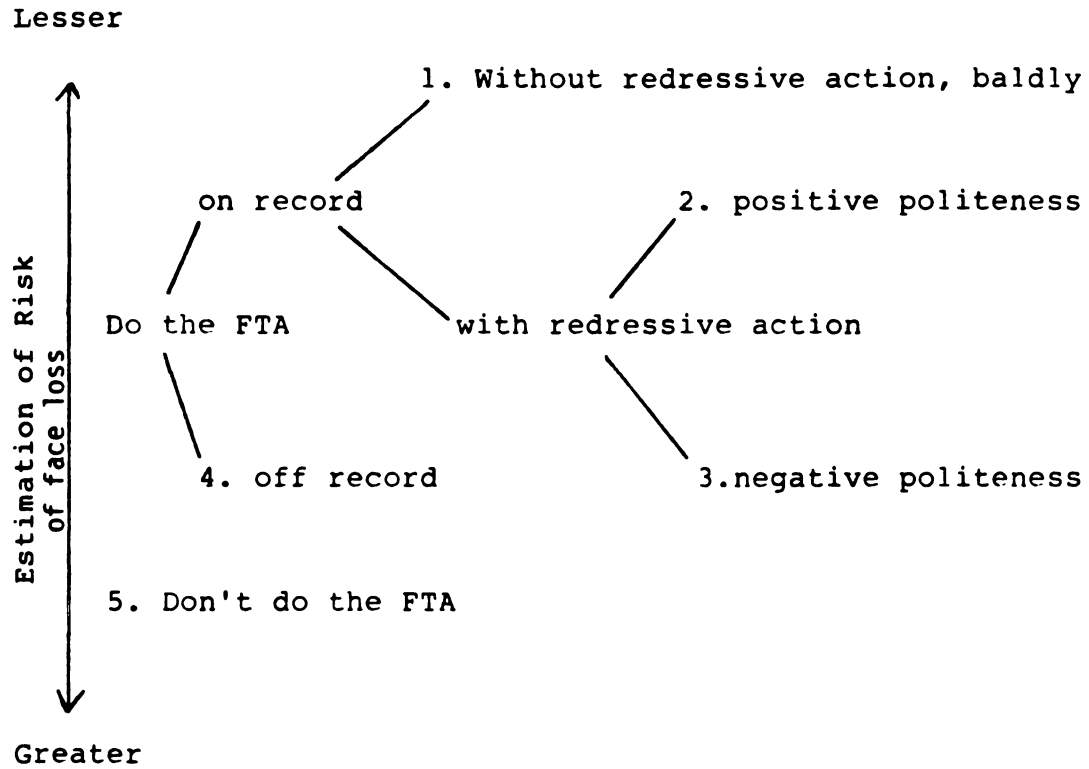 Lesser
1. Without redressive action, baldly
on record
2. positive politeness
Estimation of Risk
of face loss
Do the FTA
with redressive action
4. off record
3.negative politeness
5. Don't do the FTA
Greater